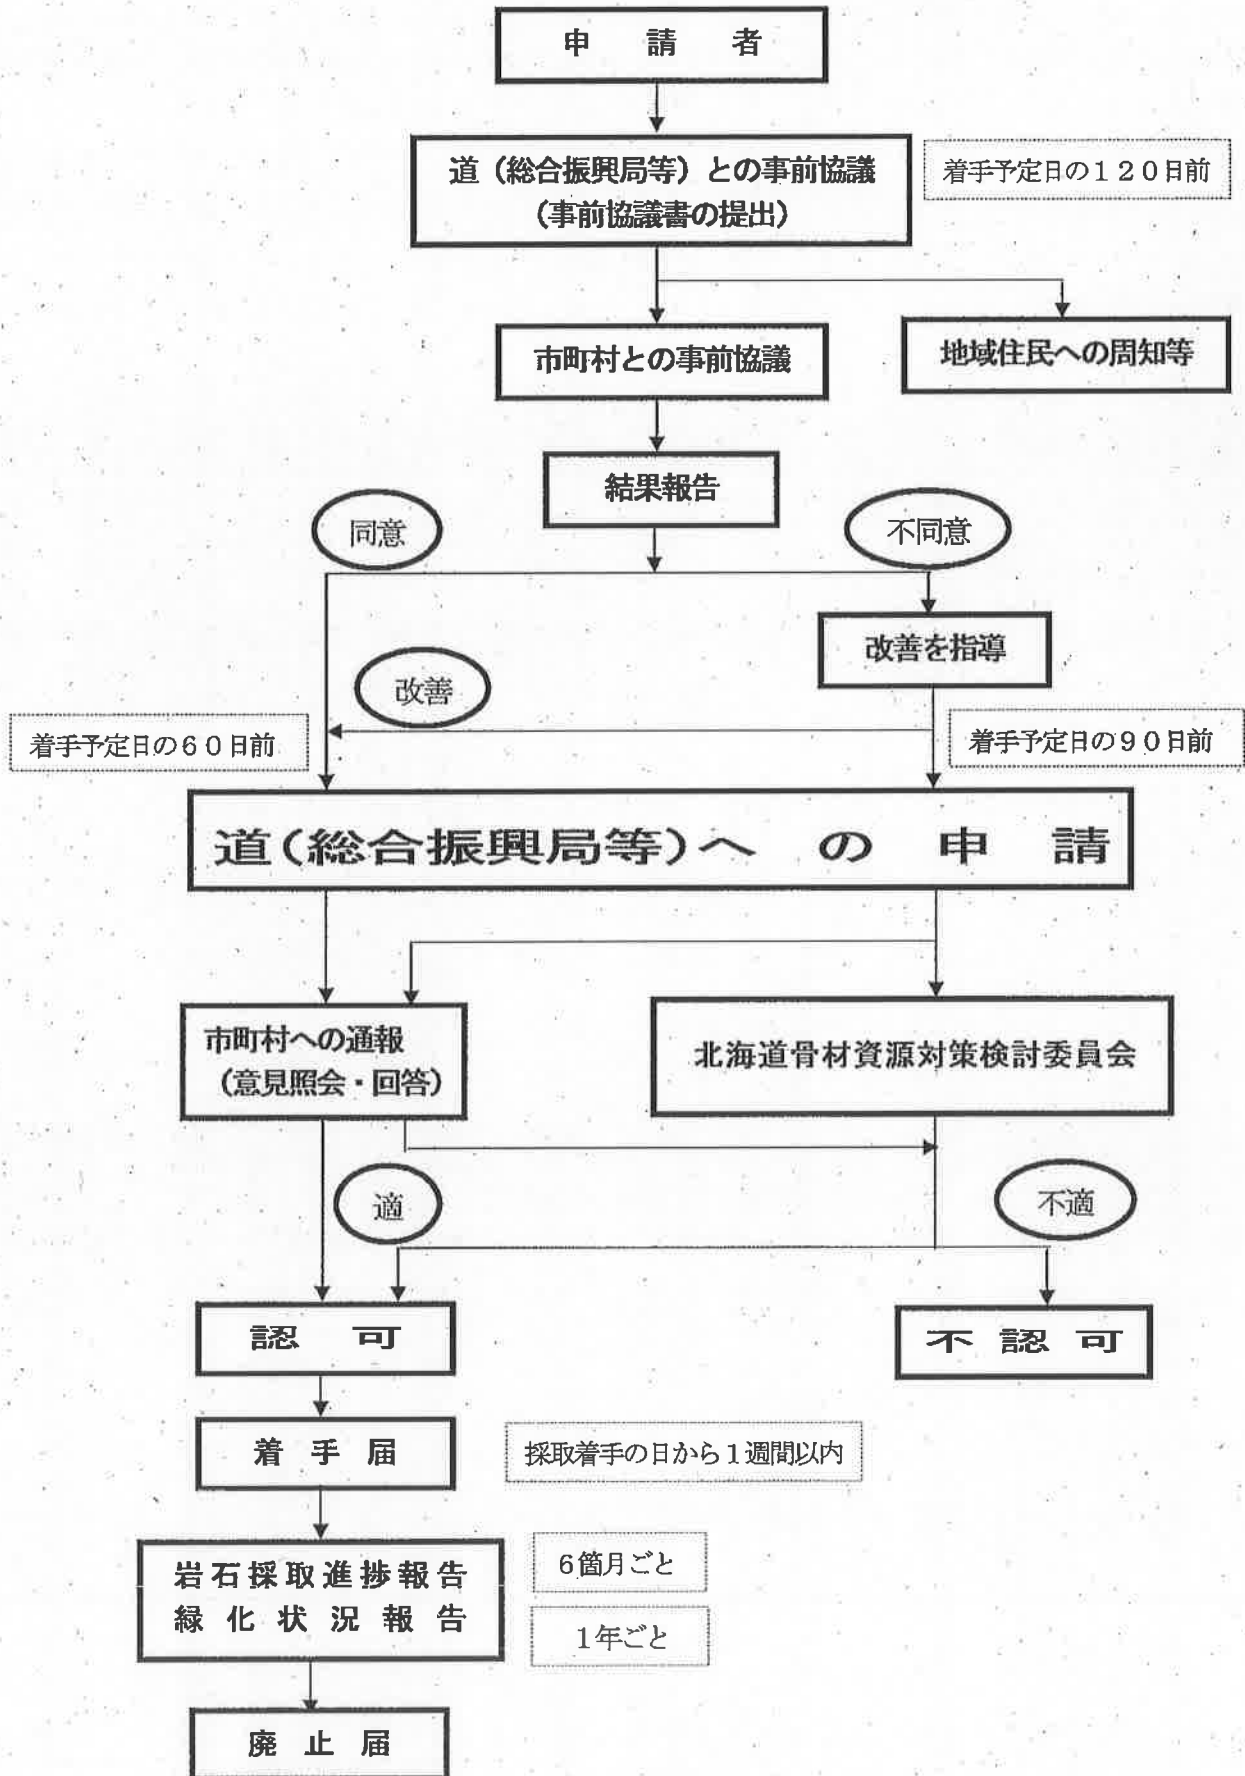 申請者
道（総合振興局等）との事前協議
（事前協議書の提出）
着手予定日の１２０日前
市町村との事前協議
地域住民への周知等
結果報告
同意
不同意
改善を指導
改善
着手予定日の６０日前
着手予定日の９０日前
道（総合振興局等）への申請
市町村への通報
（意見照会・回答）
北海道骨材資源対策検討委員会
適
不適
認可
不認可
着手届
採取着手の日から１週間以内
岩石採取進捗報告
緑化状況報告
６箇月ごと
１年ごと
廃止届